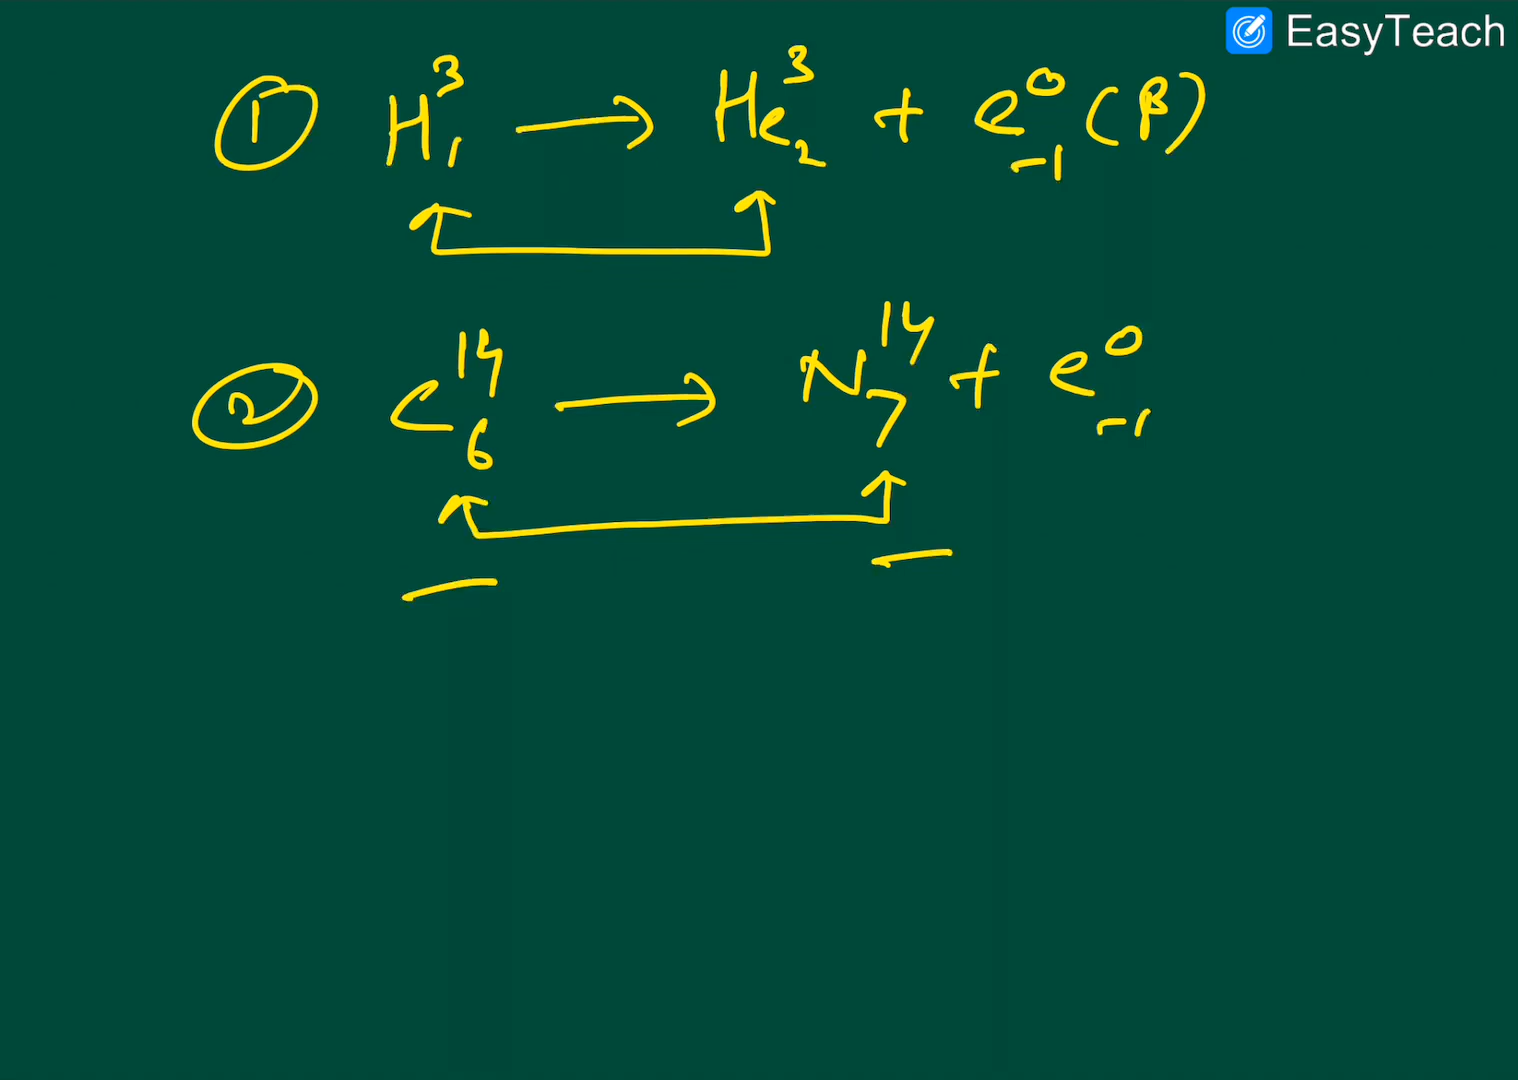 EasyTeach
① H³₁ → He³₂ + e⁰₋₁ (β)
② C¹⁴₆ → N¹⁴₇ + e⁰₋₁